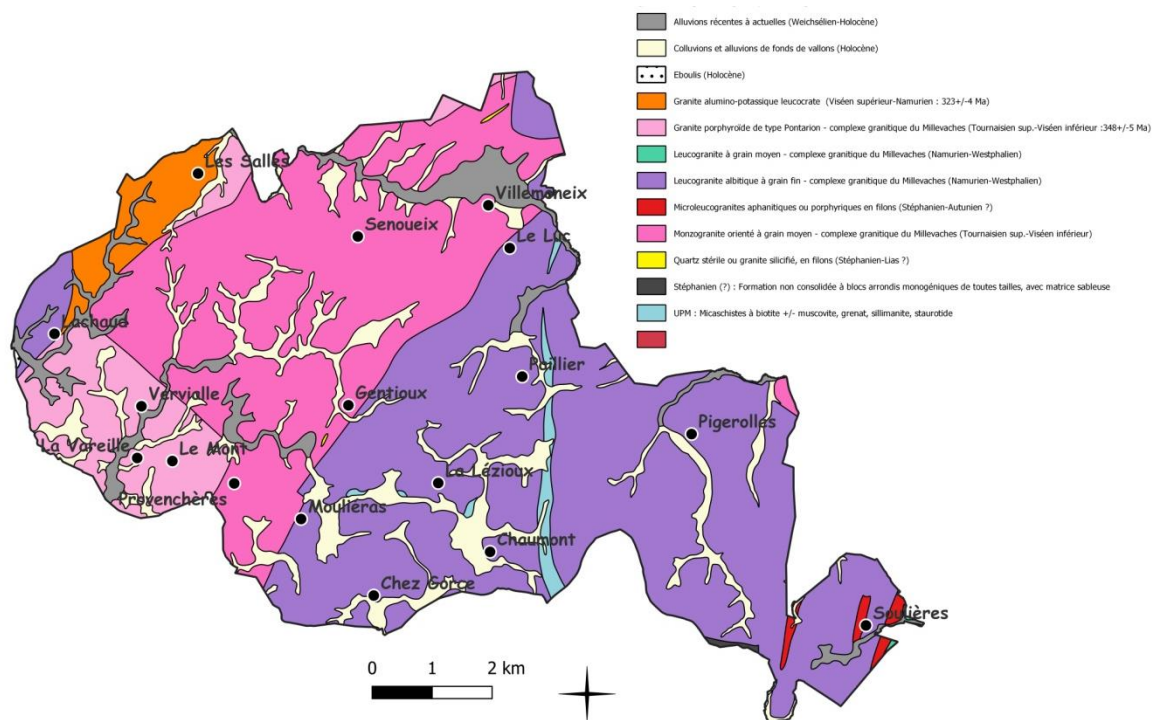 Alluvions récentes à actuelles (Weichsélien-Holocène)
Colluvions et alluvions de fonds de vallons (Holocène)
Eboulis (Holocène)
Granite alumino-potassique leucocrate (Viséen supérieur-Namurien : 323+/-4 Ma)
Granite porphyroïde de type Pontarion - complexe granitique du Millevaches (Tournaisien sup.-Viséen inférieur :348+/-5 Ma)
Leucogranite à grain moyen - complexe granitique du Millevaches (Namurien-Westphalien)
Leucogranite albitique à grain fin - complexe granitique du Millevaches (Namurien-Westphalien)
Microleucogranites aphanitiques ou porphyriques en filons (Stéphanien-Autunien ?)
Monzogranite orienté à grain moyen - complexe granitique du Millevaches (Tournaisien sup.-Viséen inférieur)
Quartz stérile ou granite silicifié, en filons (Stéphanien-Lias ?)
Stéphanien (?) : Formation non consolidée à blocs arrondis monogéniques de toutes tailles, avec matrice sableuse
UPM : Micaschistes à biotite +/- muscovite, grenat, sillimanite, staurotide
Les Salles
Villemoneix
Senoueix
Le Luc
Lachaud
Pallier
Vervialle
Gentioux
Pigerolles
La Vareille
Le Mont
La Lézioux
Provenchères
Mouliéras
Chaumont
Chez Gorce
Soulières
0 1 2 km